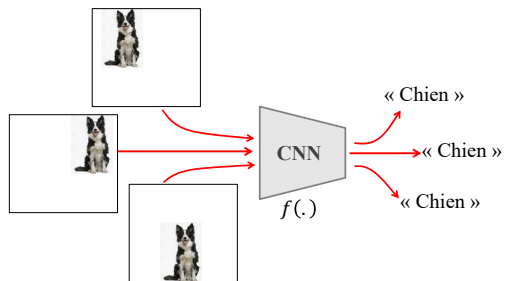 « Chien »
CNN
« Chien »
« Chien »
f(.)